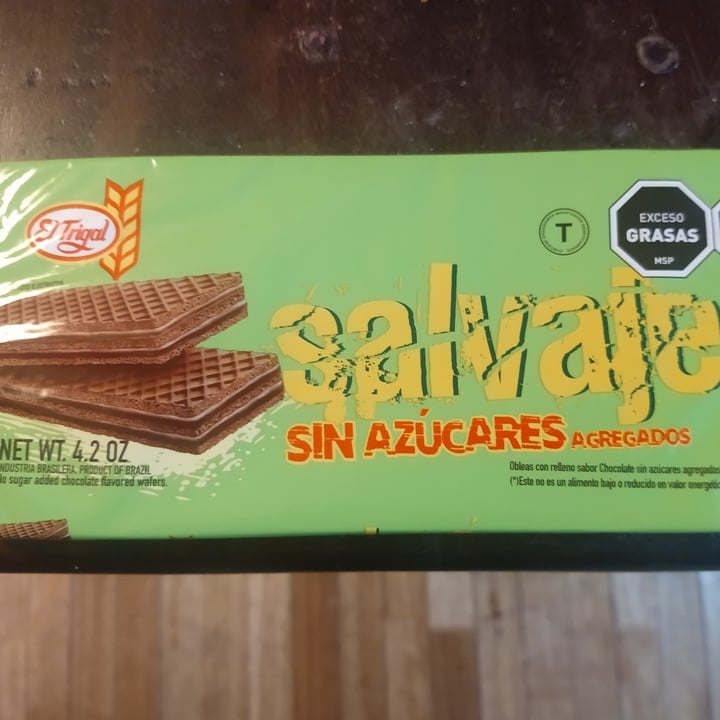 El Trigal
T
EXCESO
GRASAS
MSP
salvaje
SIN AZÚCARES AGREGADOS
NET WT. 4.2 OZ.
INDUSTRIA BRASILERA. PRODUCT OF BRAZIL
No sugar added chocolate flavored wafers.
Obleas con relleno sabor Chocolate sin azúcares agregados
(*)Este no es un alimento bajo o reducido en valor energético